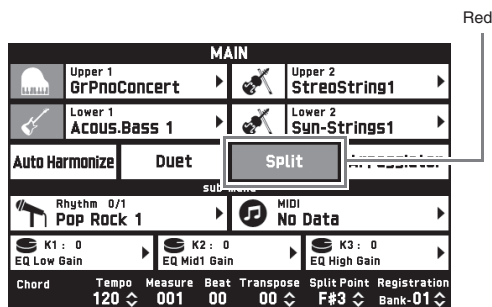 Red
MAIN
Upper 1
GrPnoConcert
Upper 2
StreoString1
Lower 1
Acous.Bass 1
Lower 2
Syn-Strings1
Auto Harmonize
Duet
Split
sub menu
Rhythm 0/1
Pop Rock 1
MIDI
No Data
K1: 0
EQ Low Gain
K2: 0
EQ Mid1 Gain
K3: 0
EQ High Gain
Chord Tempo Measure Beat Transpose Split Point Registration
120 001 00 00 F#3 Bank-01